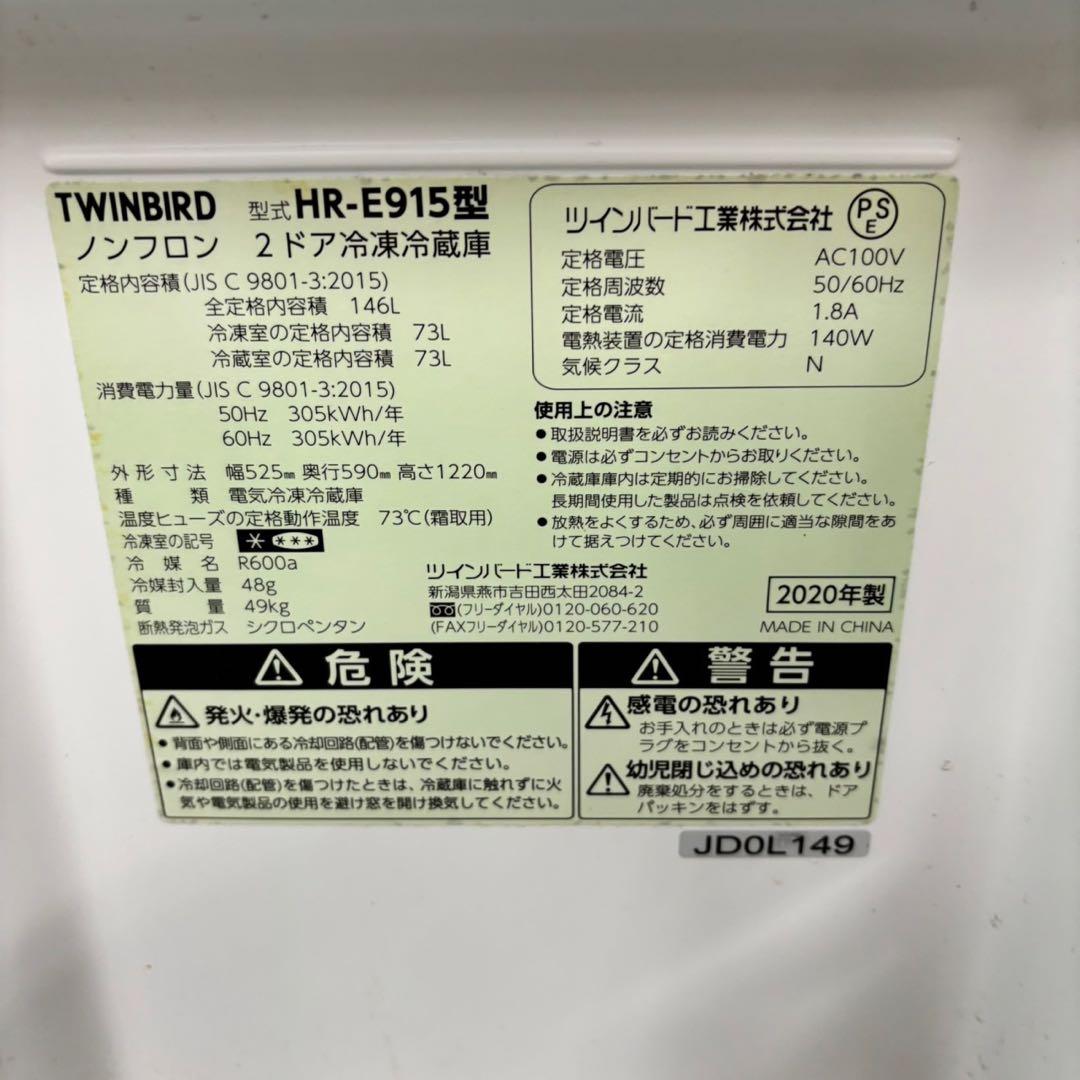 TWINBIRD 型式 HR-E915型
ノンフロン 2ドア冷凍冷蔵庫
定格内容積(JIS C 9801-3:2015)
全定格内容積 146L
冷凍室の定格内容積 73L
冷蔵室の定格内容積 73L
消費電力量(JIS C 9801-3:2015)
50Hz 305kWh/年
60Hz 305kWh/年
外形寸法 幅525㎜ 奥行590㎜ 高さ1220㎜
種類 電気冷凍冷蔵庫
温度ヒューズの定格動作温度 73℃(霜取用)
冷凍室の記号 * ***
冷媒名 R600a
冷媒封入量 48g
質量 49kg
断熱発泡ガス シクロペンタン
ツインバード工業株式会社 PSE
定格電圧 AC100V
定格周波数 50/60Hz
定格電流 1.8A
電熱装置の定格消費電力 140W
気候クラス N
使用上の注意
●取扱説明書を必ずお読みください。
●電源は必ずコンセントからお取りください。
●冷蔵庫庫内は定期的にお掃除してください。
長期間使用した製品は点検を依頼してください。
●放熱をよくするため、必ず周囲に適当な隙間をあ
けて据えつけてください。
ツインバード工業株式会社
新潟県燕市吉田西太田2084-2
(フリーダイヤル)0120-060-620
(FAXフリーダイヤル)0120-577-210
2020年製
MADE IN CHINA
⚠ 危険
発火・爆発の恐れあり
●背面や側面にある冷却回路(配管)を傷つけないでください。
●庫内では電気製品を使用しないでください。
●冷却回路(配管)を傷つけたときは、冷蔵庫に触れずに火
気や電気製品の使用を避け窓を開け換気してください。
⚠ 警告
感電の恐れあり
お手入れのときは必ず電源プ
ラグをコンセントから抜く。
幼児閉じ込めの恐れあり
廃棄処分をするときは、ドア
パッキンをはずす。
JD0L149